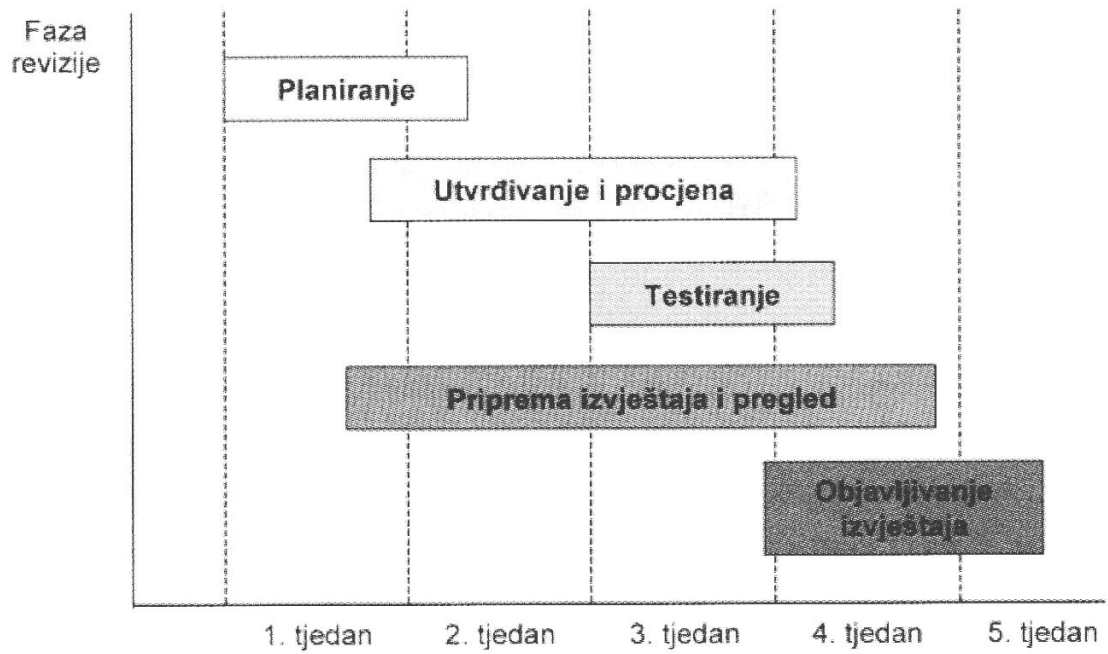 Faza
revizije
Planiranje
Utvrđivanje i procjena
Testiranje
Priprema izvještaja i pregled
Objavljivanje
izvještaja
1. tjedan
2. tjedan
3. tjedan
4. tjedan
5. tjedan